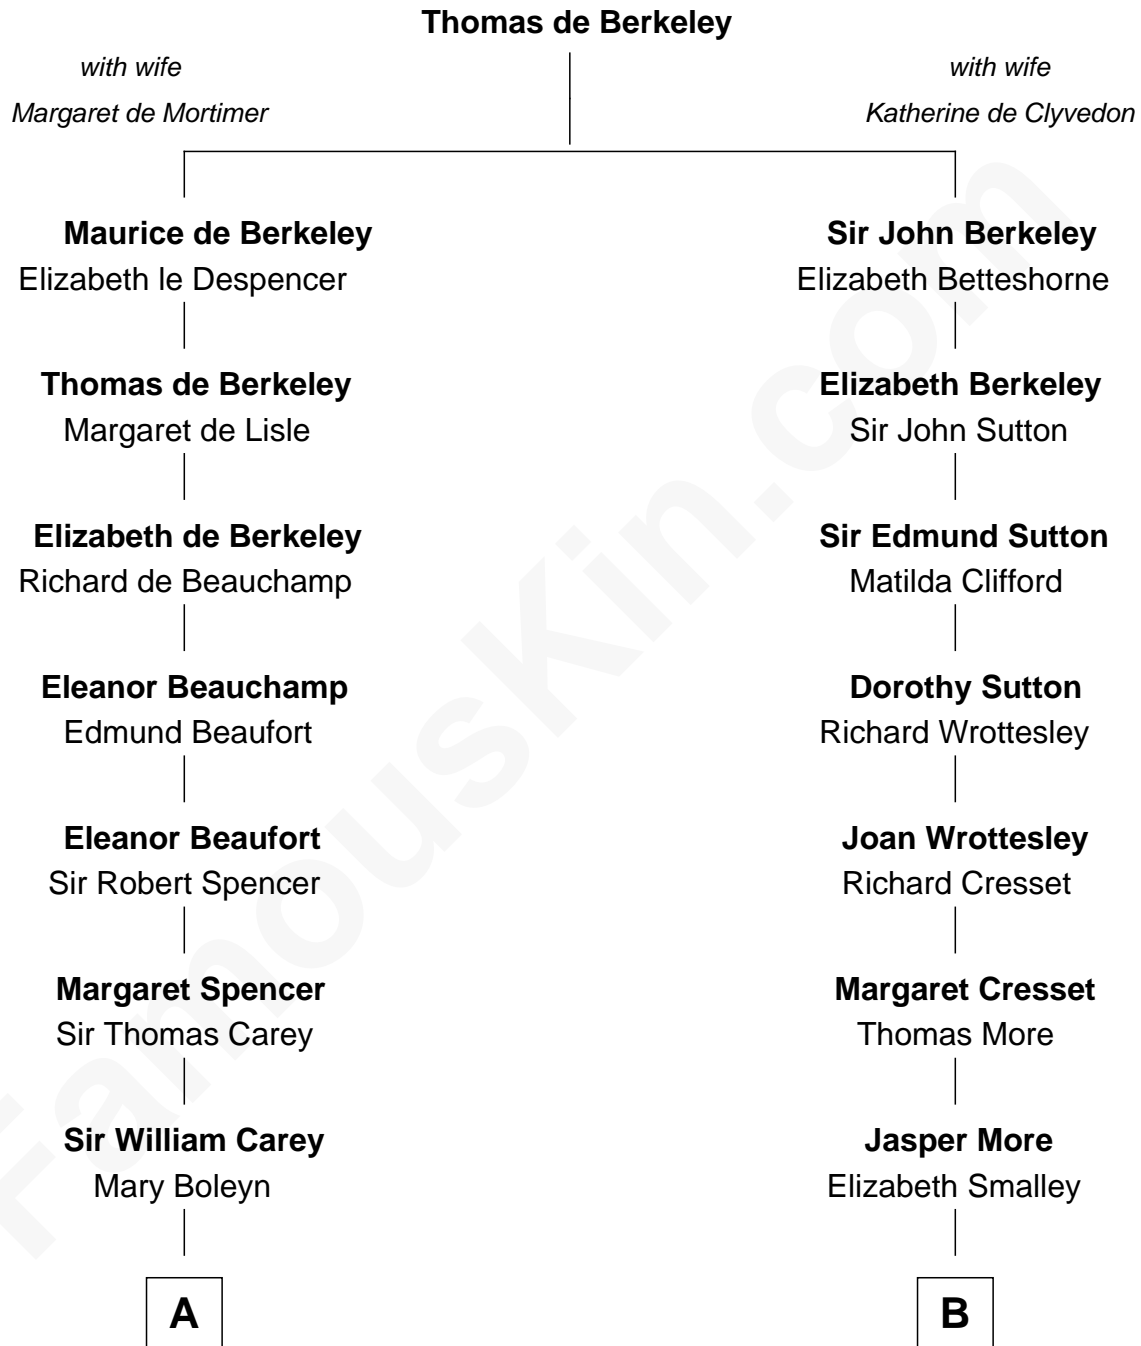 Thomas de Berkeley
with wife
Margaret de Mortimer
with wife
Katherine de Clyvedon
Maurice de Berkeley
Elizabeth le Despencer
Thomas de Berkeley
Margaret de Lisle
Elizabeth de Berkeley
Richard de Beauchamp
Eleanor Beauchamp
Edmund Beaufort
Eleanor Beaufort
Sir Robert Spencer
Margaret Spencer
Sir Thomas Carey
Sir William Carey
Mary Boleyn
A
Sir John Berkeley
Elizabeth Betteshorne
Elizabeth Berkeley
Sir John Sutton
Sir Edmund Sutton
Matilda Clifford
Dorothy Sutton
Richard Wrottesley
Joan Wrottesley
Richard Cresset
Margaret Cresset
Thomas More
Jasper More
Elizabeth Smalley
B
FamousKin.com